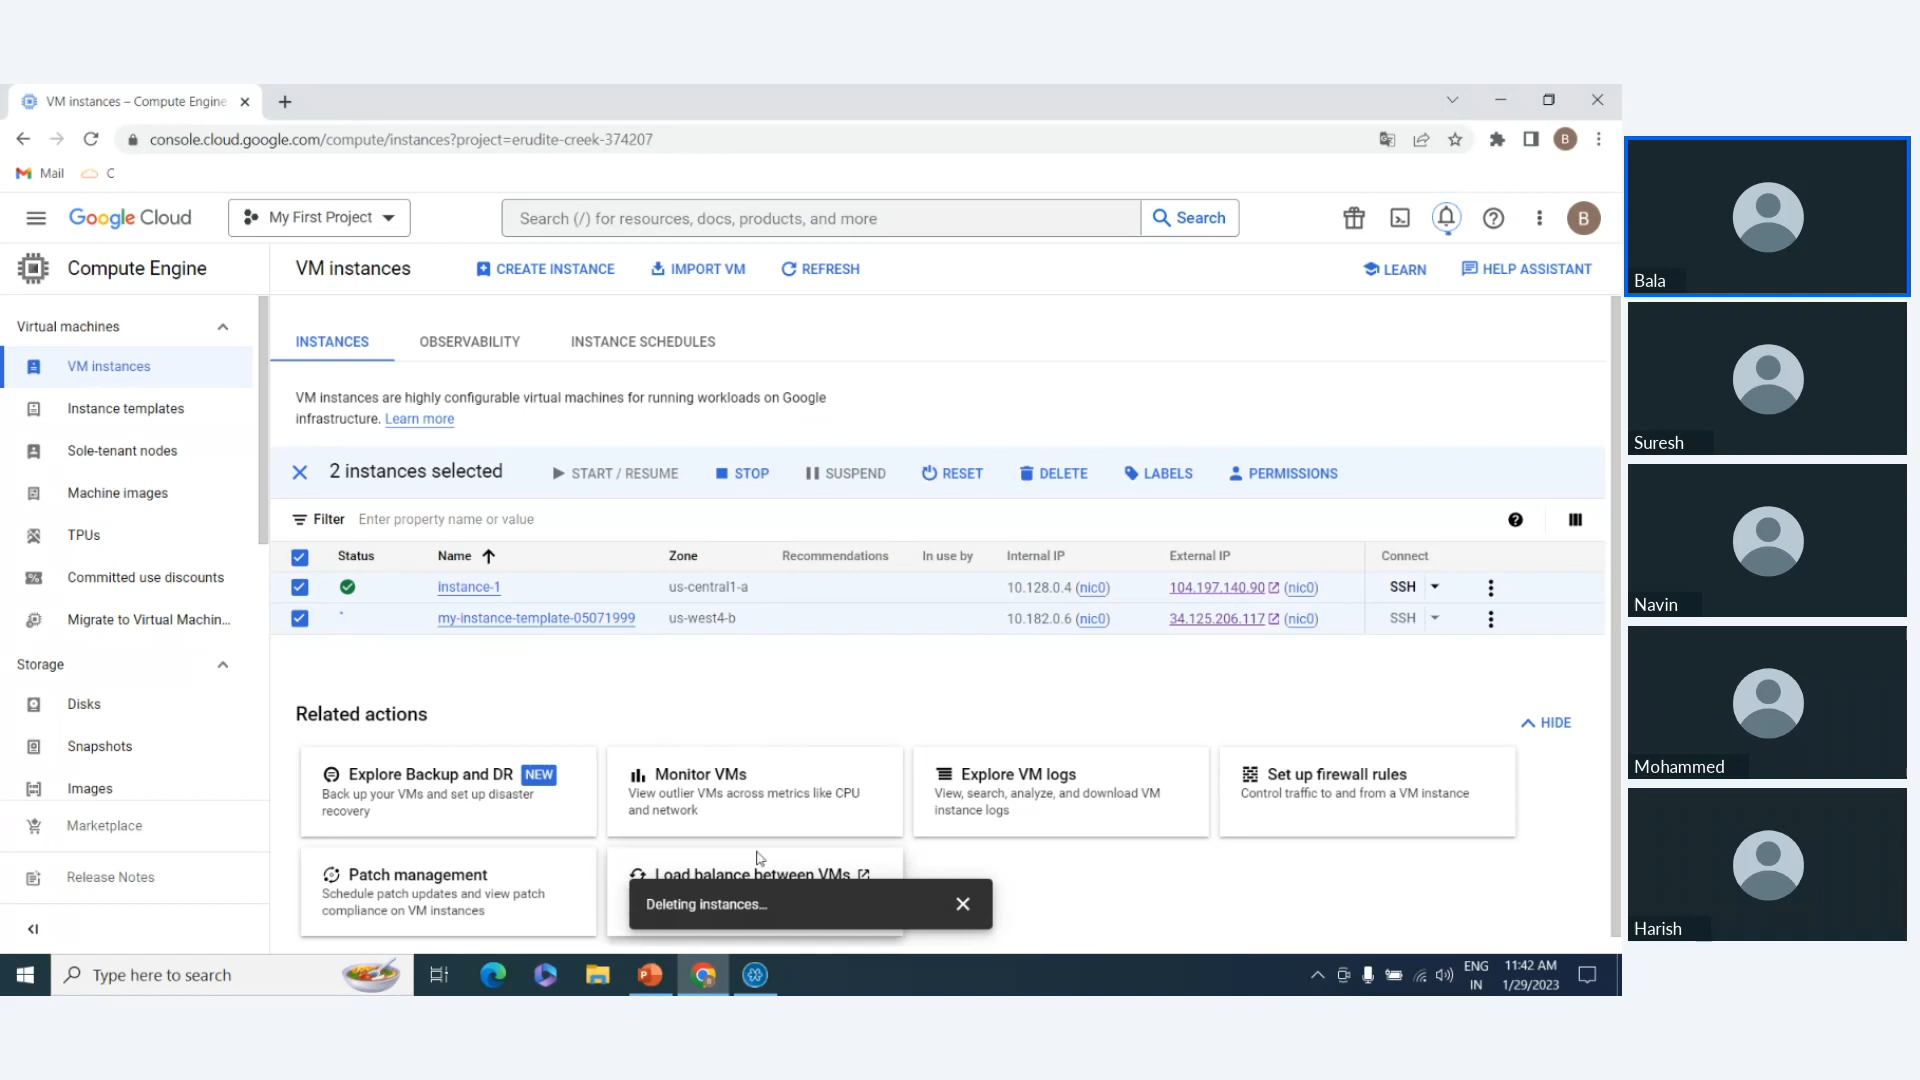 VM instances – Compute Engine
console.cloud.google.com/compute/instances?project=erudite-creek-374207
B
Mail
C
Google Cloud
My First Project
Search (/) for resources, docs, products, and more
Search
B
Compute Engine
VM instances
CREATE INSTANCE
IMPORT VM
REFRESH
LEARN
HELP ASSISTANT
Virtual machines
VM instances
Instance templates
Sole-tenant nodes
Machine images
TPUs
Committed use discounts
Migrate to Virtual Machin...
Storage
Disks
Snapshots
Images
Marketplace
Release Notes
INSTANCES
OBSERVABILITY
INSTANCE SCHEDULES
VM instances are highly configurable virtual machines for running workloads on Google
infrastructure. Learn more
2 instances selected
START / RESUME
STOP
SUSPEND
RESET
DELETE
LABELS
PERMISSIONS
Filter Enter property name or value
Status Name Zone Recommendations In use by Internal IP External IP Connect
instance-1 us-central1-a 10.128.0.4 (nic0) 104.197.140.90 (nic0) SSH
my-instance-template-05071999 us-west4-b 10.182.0.6 (nic0) 34.125.206.117 (nic0) SSH
Related actions
HIDE
Explore Backup and DR NEW
Back up your VMs and set up disaster
recovery
Monitor VMs
View outlier VMs across metrics like CPU
and network
Explore VM logs
View, search, analyze, and download VM
instance logs
Set up firewall rules
Control traffic to and from a VM instance
Patch management
Schedule patch updates and view patch
compliance on VM instances
Load balance between VMs
Deleting instances...
Type here to search
ENG
IN
11:42 AM
1/29/2023
Bala
Suresh
Navin
Mohammed
Harish